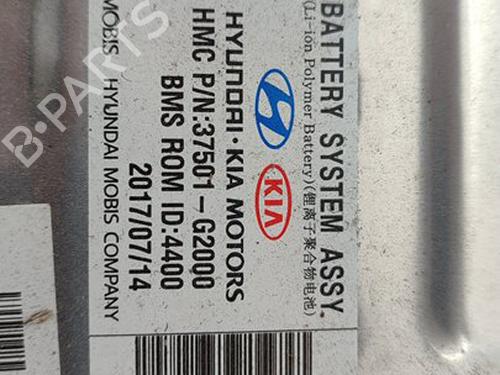 BATTERY SYSTEM ASSY.
(Li-ion Polymer Battery)(锂离子聚合物电池)
KIA
HYUNDAI·KIA MOTORS
HMC P/N:37501-G2000
BMS ROM ID:4400
2017/07/14
MOBIS HYUNDAI MOBIS COMPANY
B-PARTS